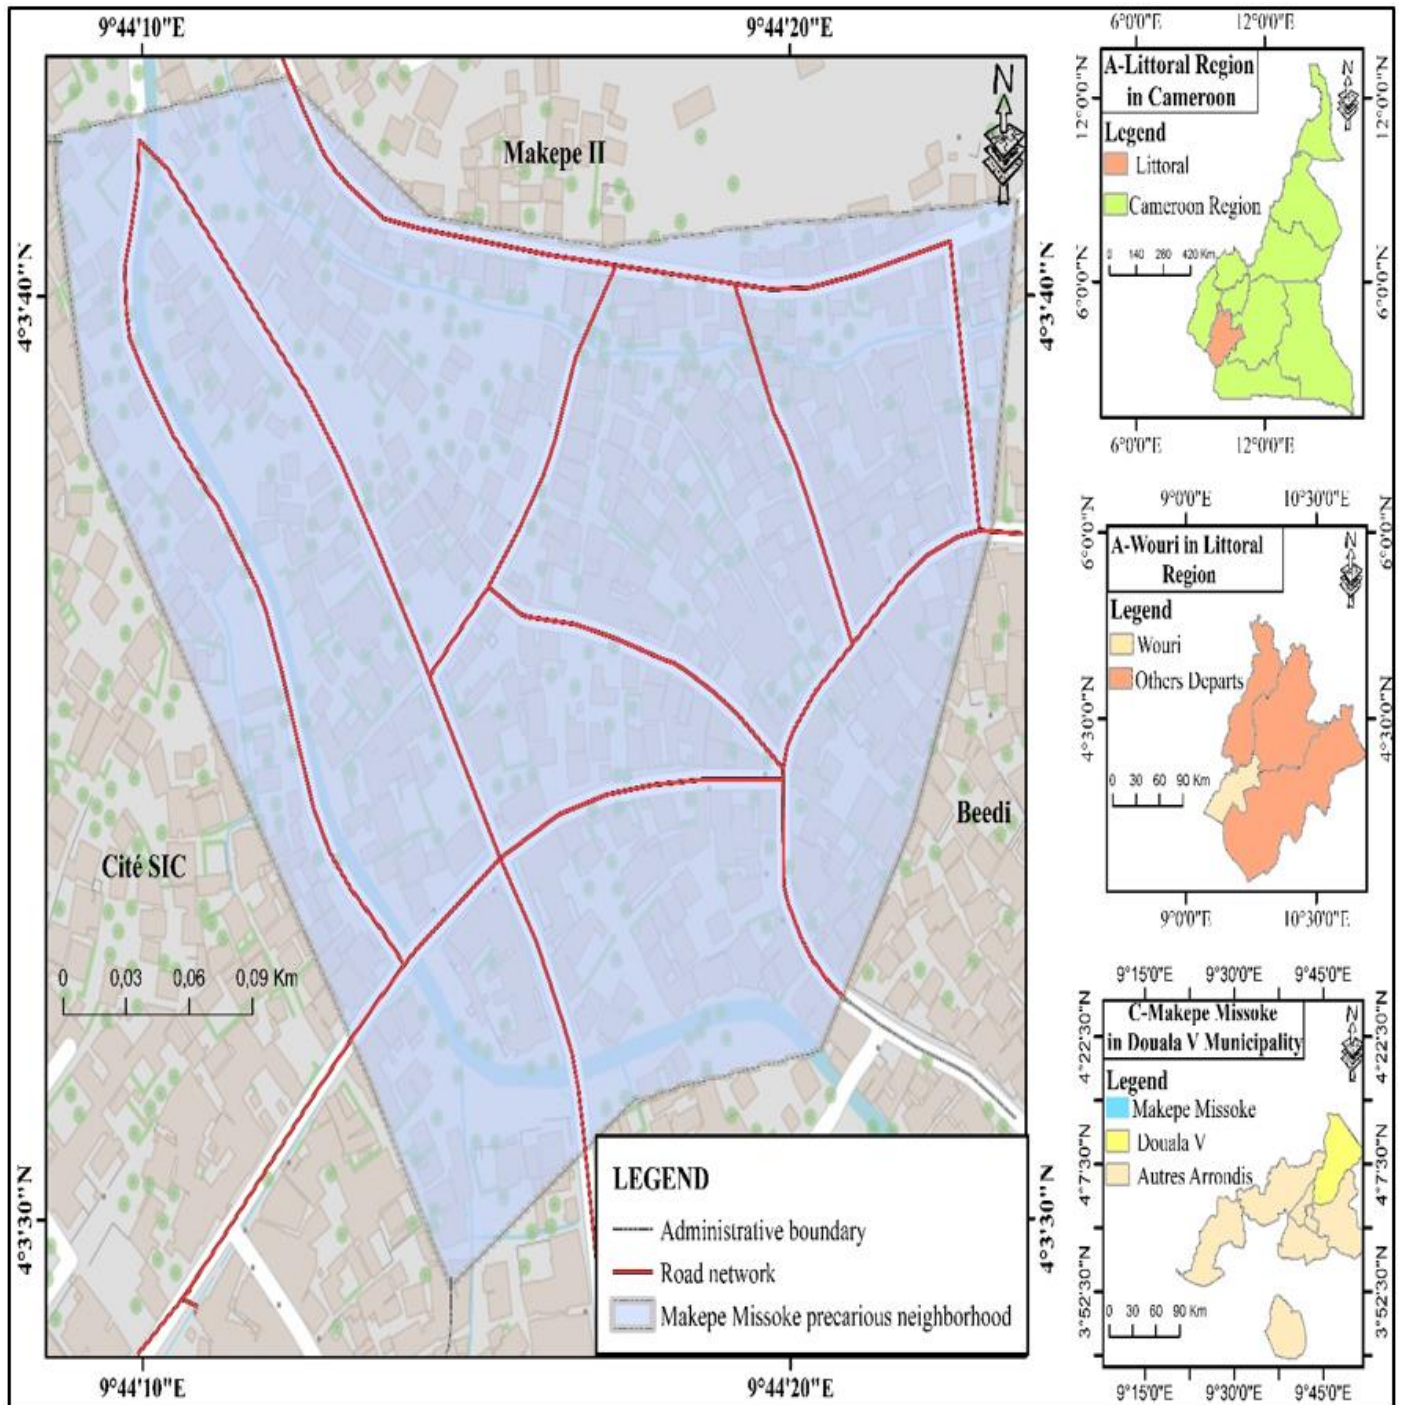 9°44'10"E
9°44'20"E
N
Makepe II
4°3'40"N
4°3'40"N
Cité SIC
Beedi
0 0,03 0,06 0,09 Km
4°3'30"N
4°3'30"N
LEGEND
Administrative boundary
Road network
Makepe Missoke precarious neighborhood
9°44'10"E
9°44'20"E
6°0'0"E
12°0'0"E
A-Littoral Region
in Cameroon
N
Legend
Littoral
Cameroon Region
0 140 280 420 Km
12°0'0"N
12°0'0"N
6°0'0"N
6°0'0"N
6°0'0"E
12°0'0"E
9°0'0"E
10°30'0"E
A-Wouri in Littoral
Region
N
Legend
Wouri
Others Departs
0 30 60 90 Km
6°0'0"N
6°0'0"N
4°30'0"N
4°30'0"N
9°0'0"E
10°30'0"E
9°15'0"E
9°30'0"E
9°45'0"E
C-Makepe Missoke
in Douala V Municipality
N
Legend
Makepe Missoke
Douala V
Autres Arrondis
0 30 60 90 Km
4°22'30"N
4°22'30"N
4°7'30"N
4°7'30"N
3°52'30"N
3°52'30"N
9°15'0"E
9°30'0"E
9°45'0"E